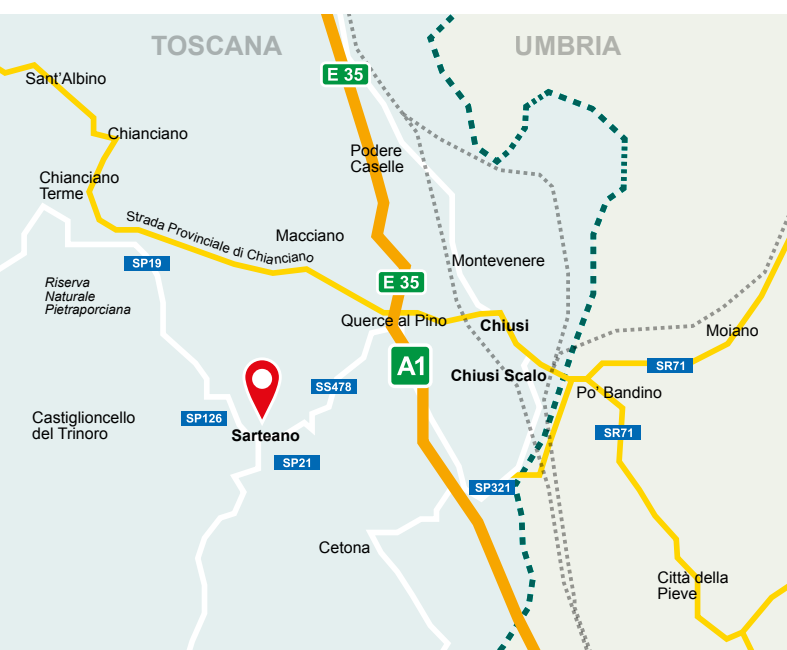 TOSCANA
UMBRIA
E 35
Sant'Albino
Chianciano
Podere
Caselle
Chianciano
Terme
Strada Provinciale di Chianciano
Macciano
SP19
Montevenere
Riserva
Naturale
Pietraporciana
E 35
Querce al Pino
Chiusi
Moiano
A1
SR71
Chiusi Scalo
SS478
Po' Bandino
Castiglioncello
del Trinoro
SP126
Sarteano
SR71
SP21
SP321
Cetona
Città della
Pieve